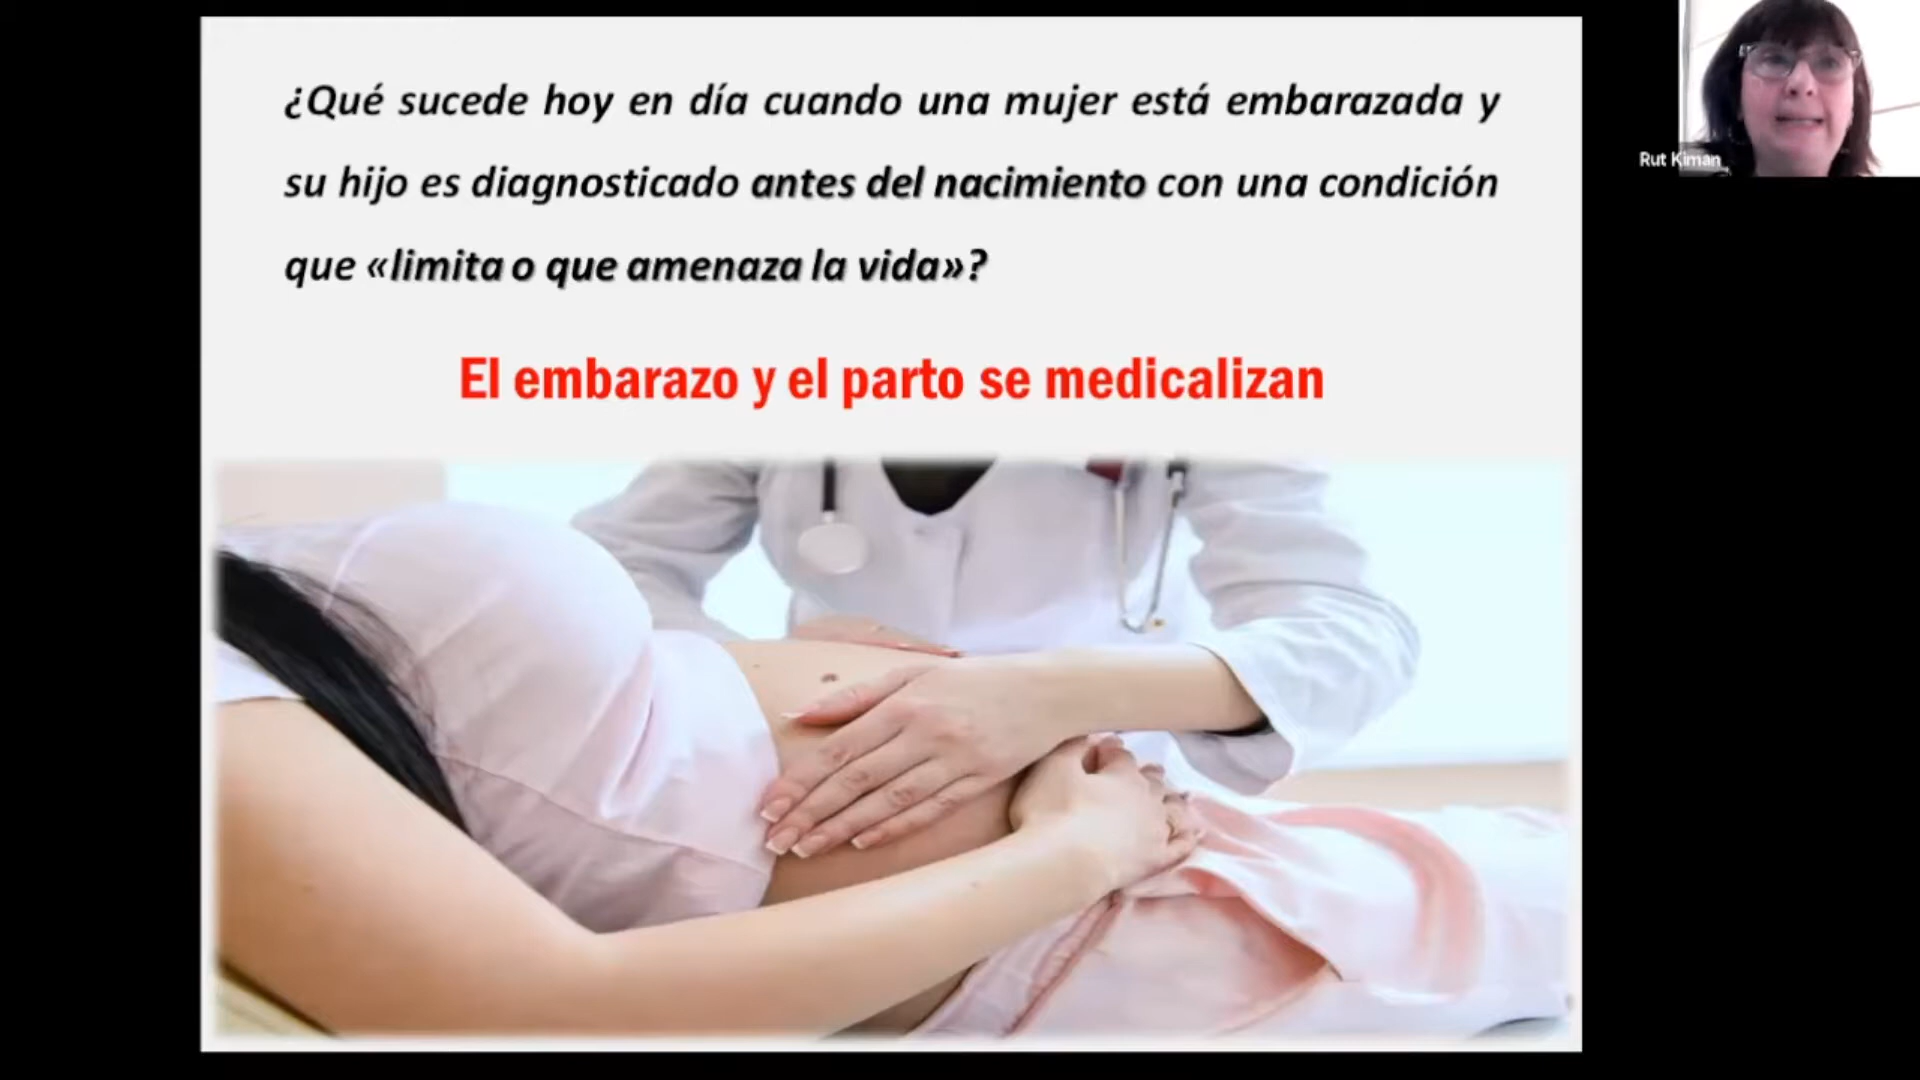 ¿Qué sucede hoy en día cuando una mujer está embarazada y
su hijo es diagnosticado antes del nacimiento con una condición
que «limita o que amenaza la vida»?
El embarazo y el parto se medicalizan
Rut Kiman